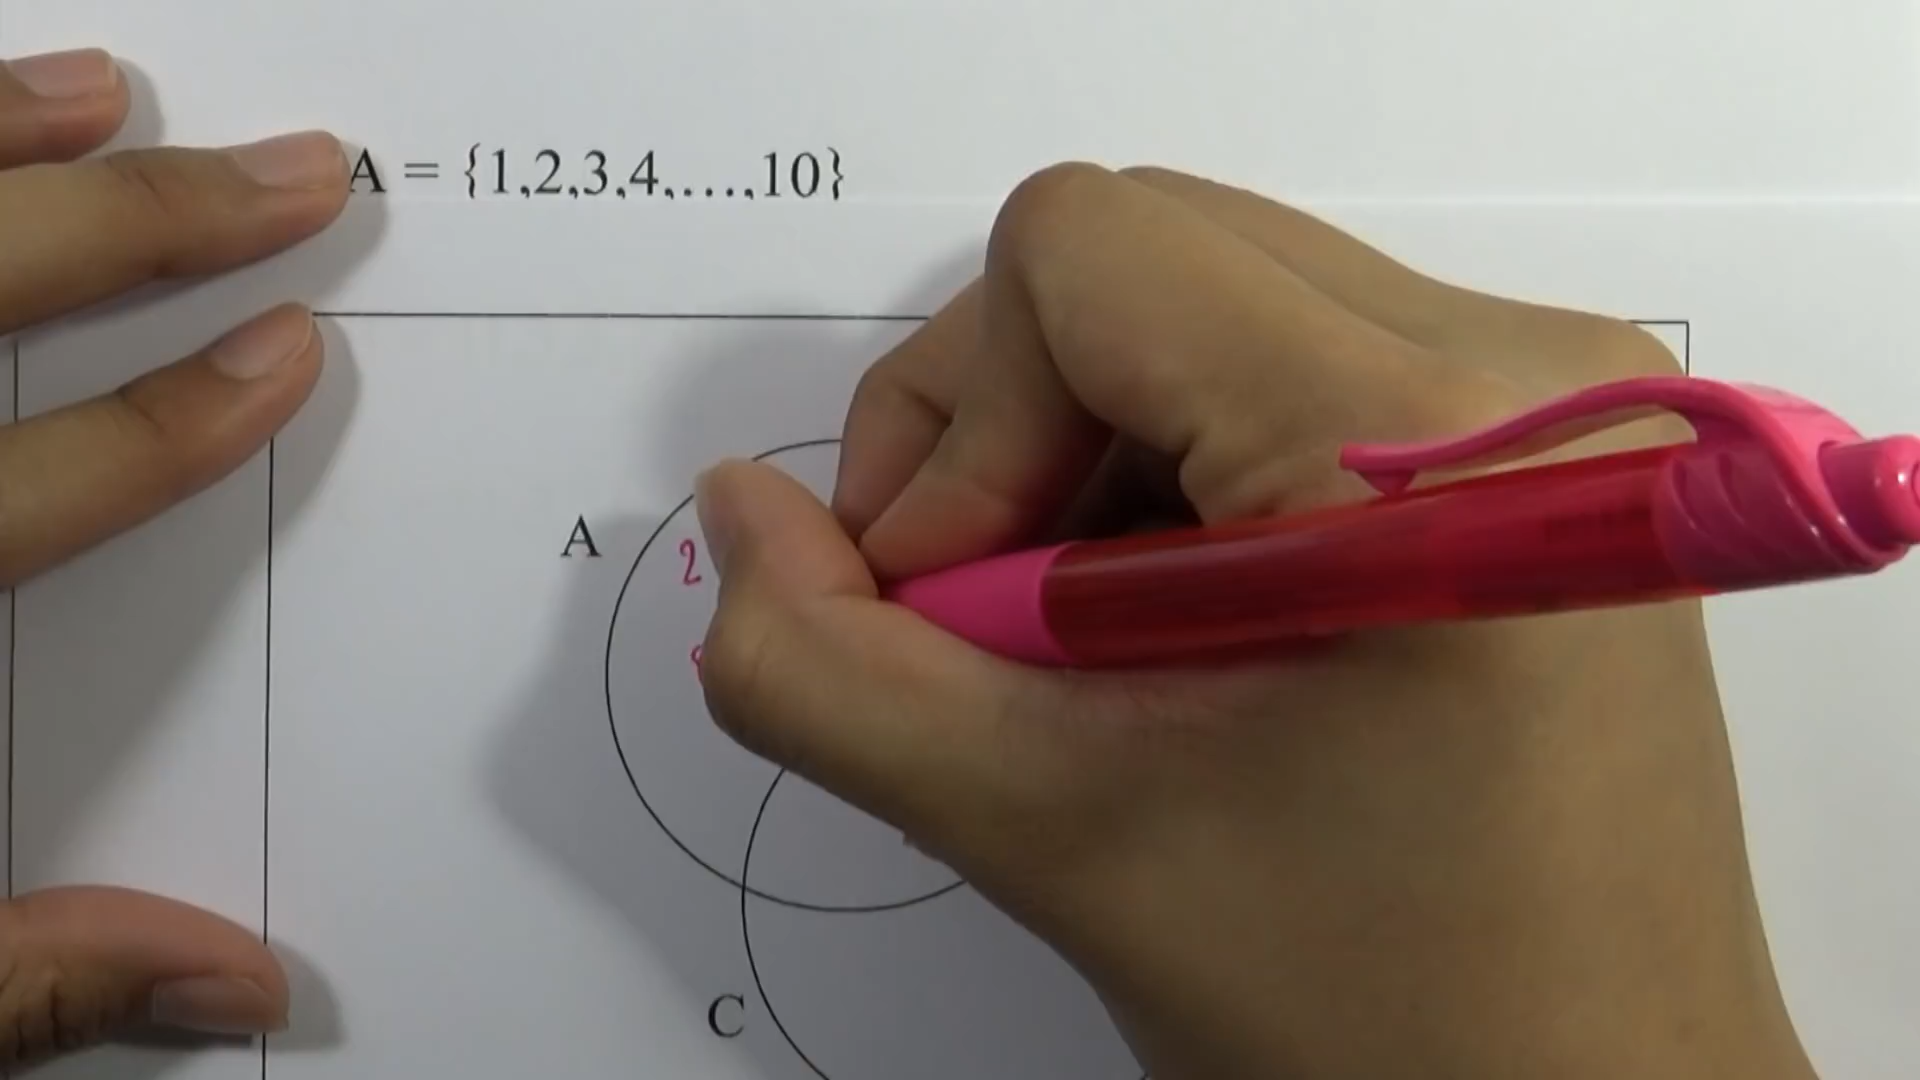 A = {1,2,3,4,...,10}
A
2
C